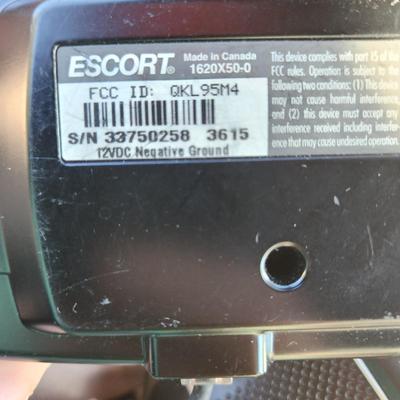 ESCORT® Made in Canada
1620X50-0
FCC ID: QKL95M4
S/N 33750258 3615
12VDC Negative Ground
This device complies with part 15 of the
FCC rules. Operation is subject to the
following two conditions: (1) This device
may not cause harmful interference,
and (2) this device must accept any
interference received including interfer-
ence that may cause undesired operation.